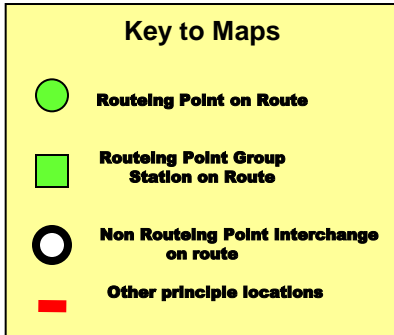 Key to Maps
Routeing Point on Route
Routeing Point Group
Station on Route
Non Routeing Point Interchange
on route
Other principle locations